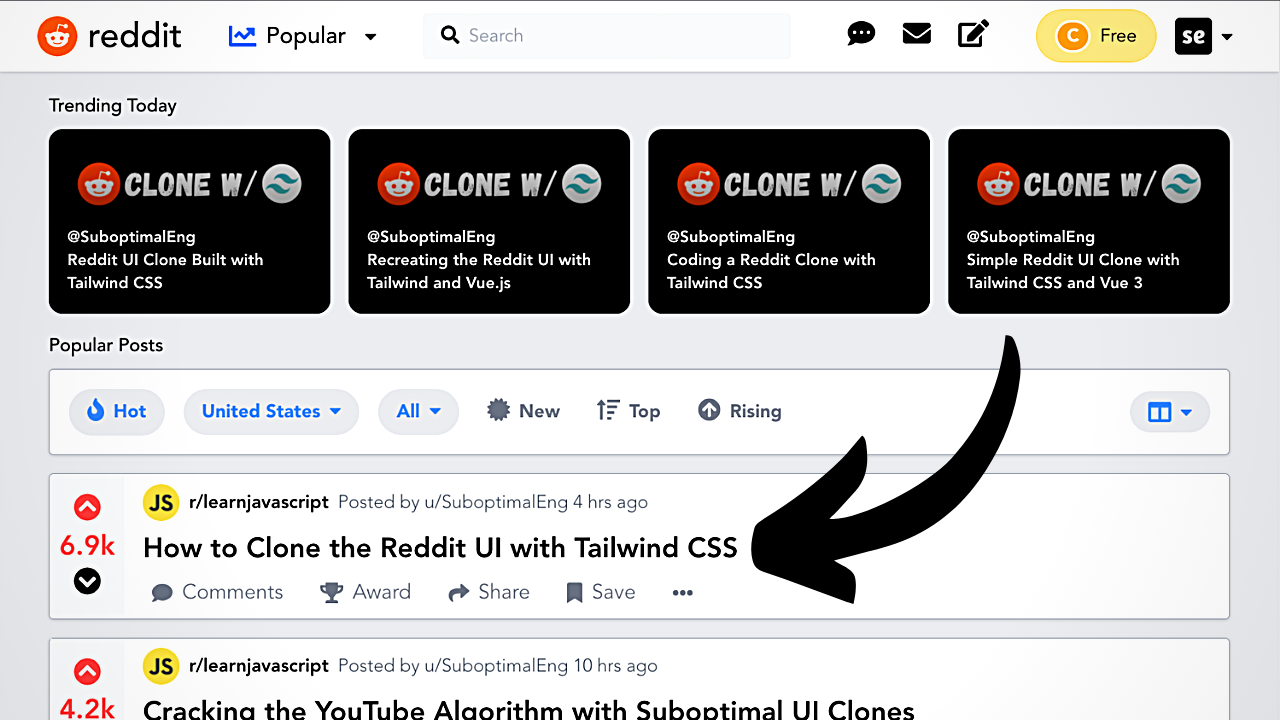 reddit Popular Search C Free se
Trending Today
CLONE W/ CLONE W/ CLONE W/ CLONE W/
@SuboptimalEng @SuboptimalEng @SuboptimalEng @SuboptimalEng
Reddit UI Clone Built with Recreating the Reddit UI with Coding a Reddit Clone with Simple Reddit UI Clone with
Tailwind CSS Tailwind and Vue.js Tailwind CSS Tailwind CSS and Vue 3
Popular Posts
Hot United States All New Top Rising
JS r/learnjavascript Posted by u/SuboptimalEng 4 hrs ago
6.9k How to Clone the Reddit UI with Tailwind CSS
Comments Award Share Save
JS r/learnjavascript Posted by u/SuboptimalEng 10 hrs ago
4.2k Cracking the YouTube Algorithm with Suboptimal UI Clones